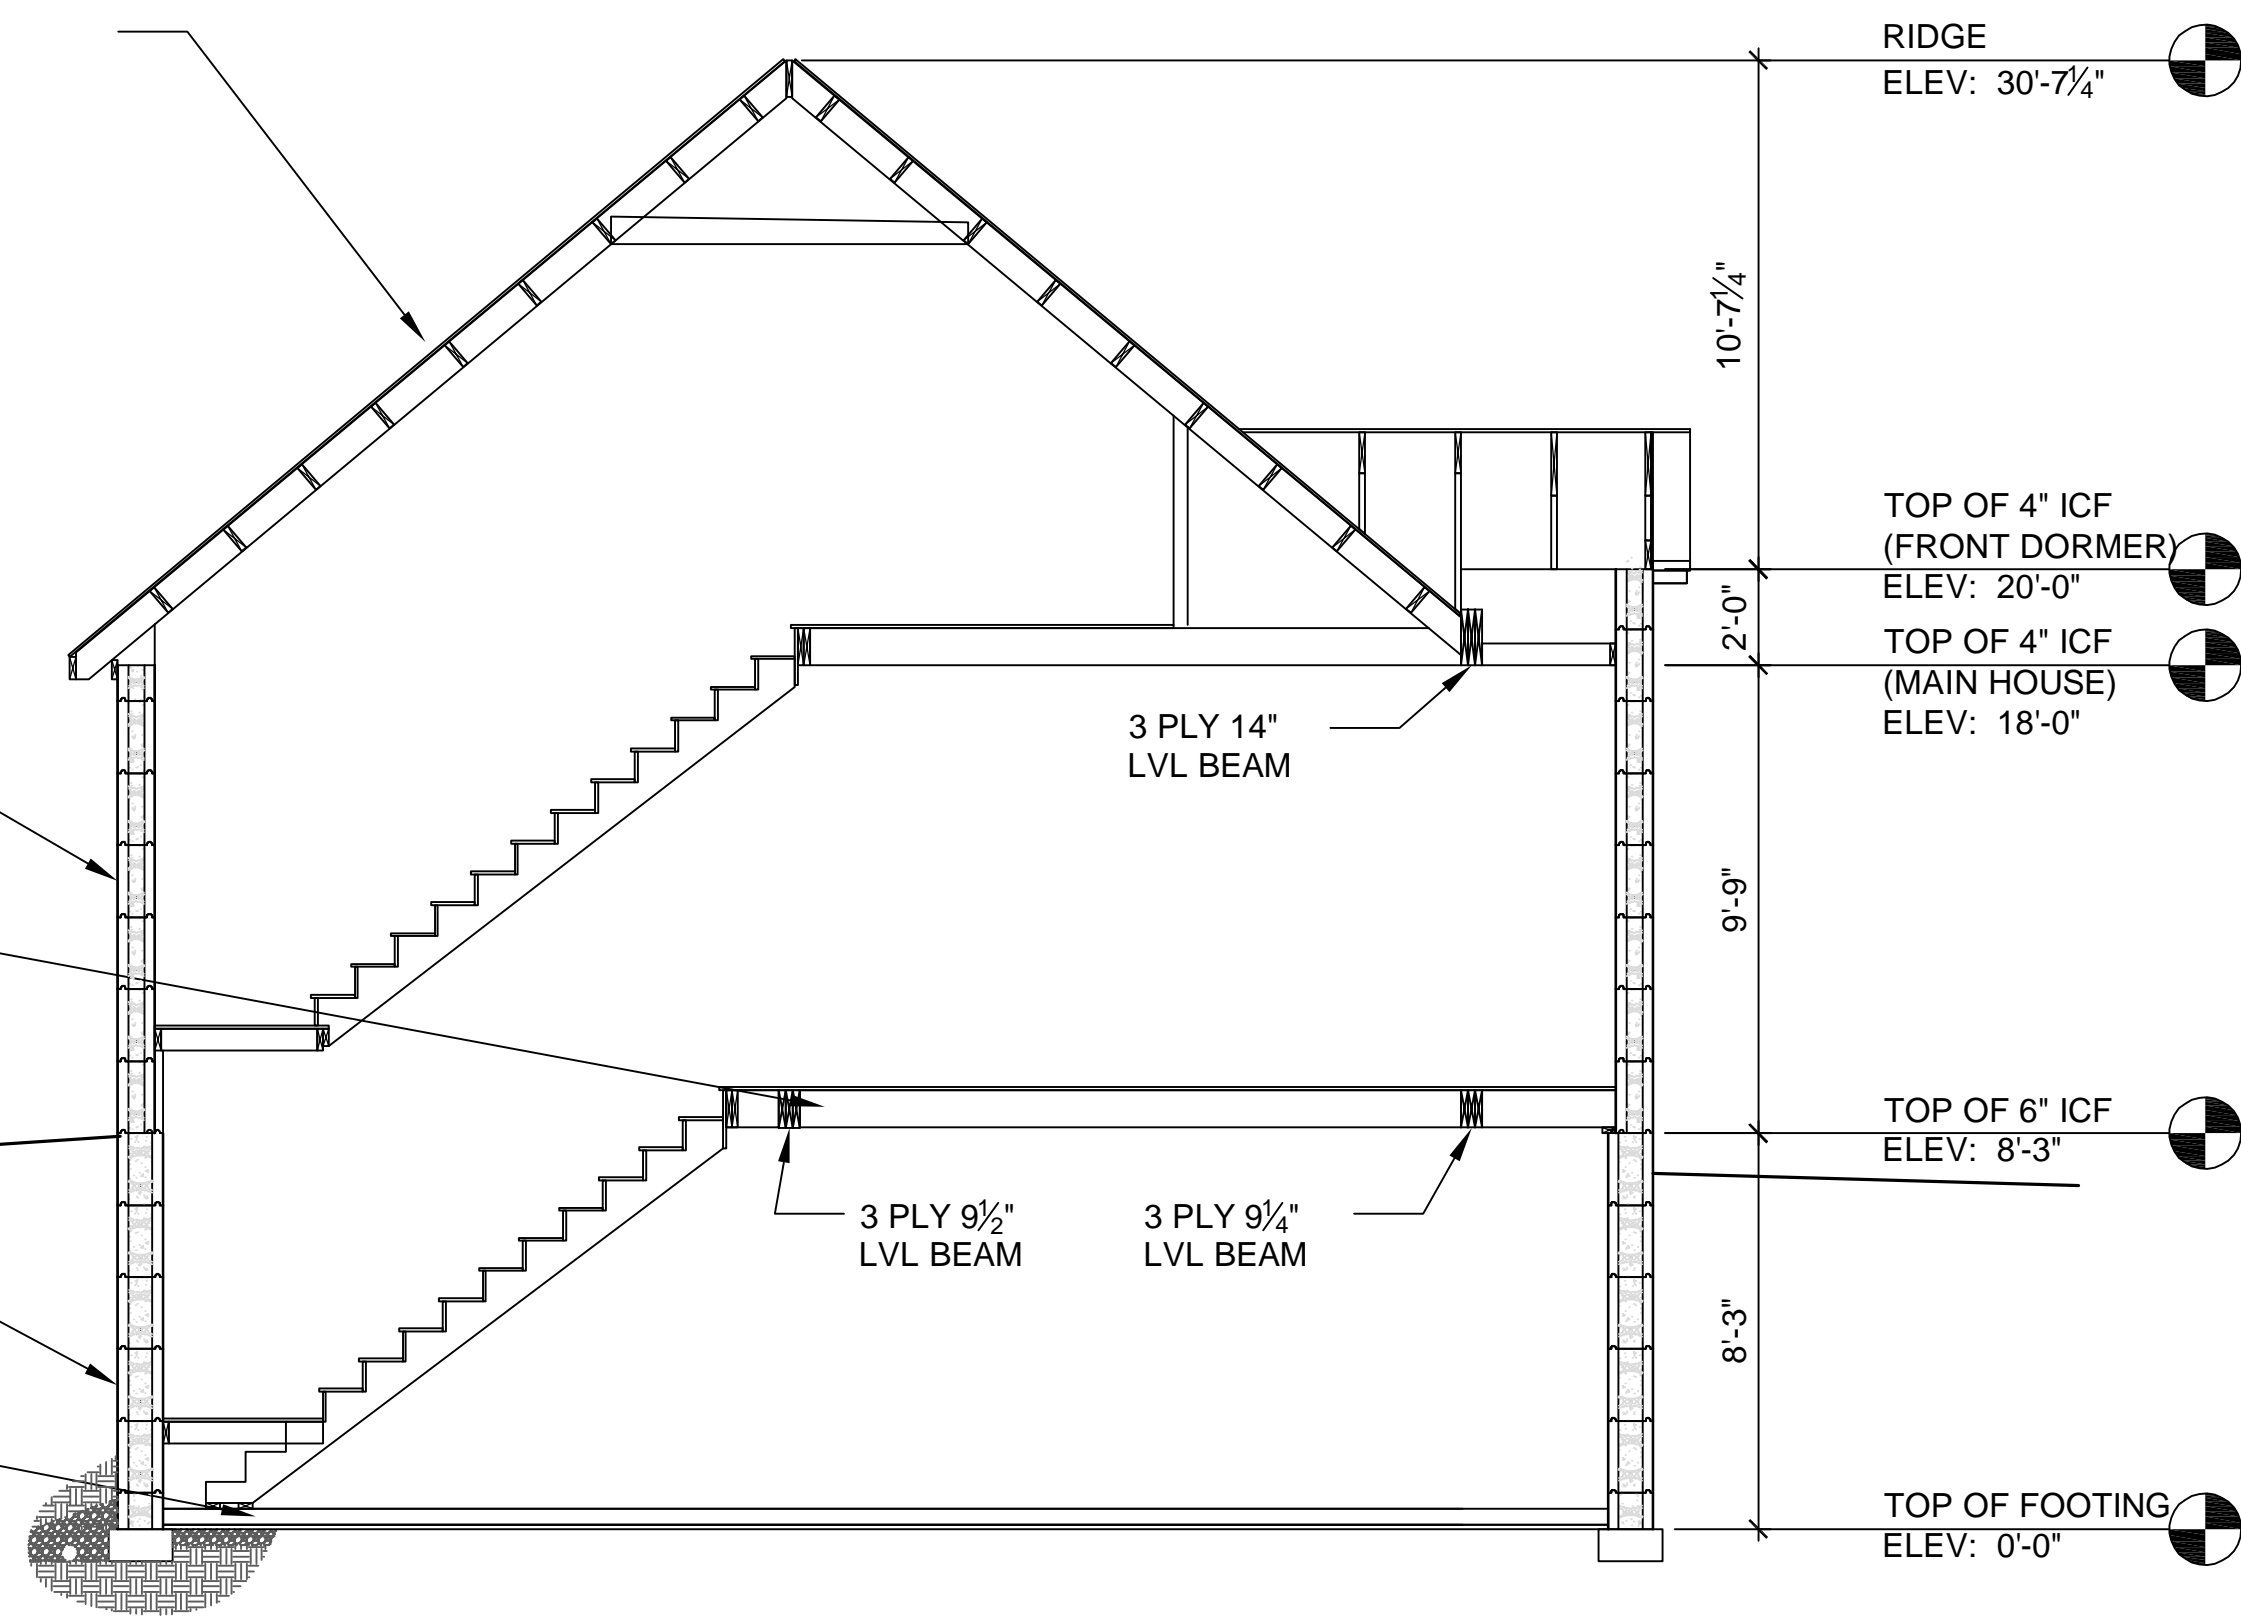 RIDGE
ELEV: 30'-7¼"
10'-7¼"
TOP OF 4" ICF
(FRONT DORMER)
ELEV: 20'-0"
2'-0"
TOP OF 4" ICF
(MAIN HOUSE)
ELEV: 18'-0"
3 PLY 14"
LVL BEAM
9'-9"
TOP OF 6" ICF
ELEV: 8'-3"
3 PLY 9½"
LVL BEAM
3 PLY 9¼"
LVL BEAM
8'-3"
TOP OF FOOTING
ELEV: 0'-0"